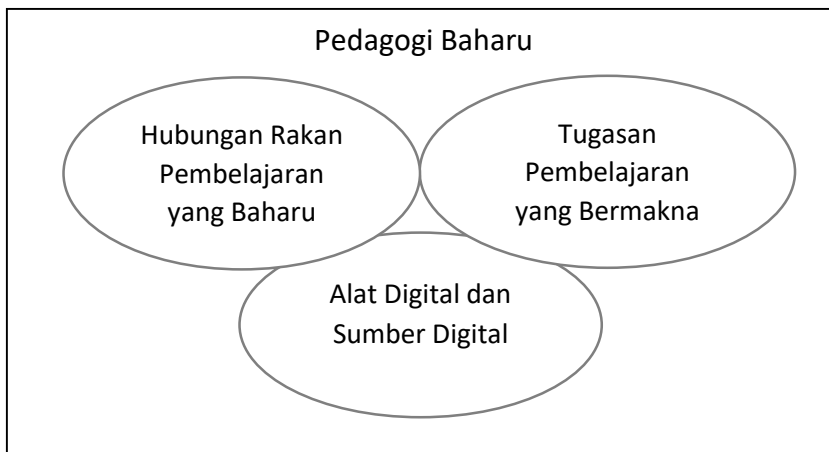 Pedagogi Baharu
Hubungan Rakan
Pembelajaran
yang Baharu
Tugasan
Pembelajaran
yang Bermakna
Alat Digital dan
Sumber Digital